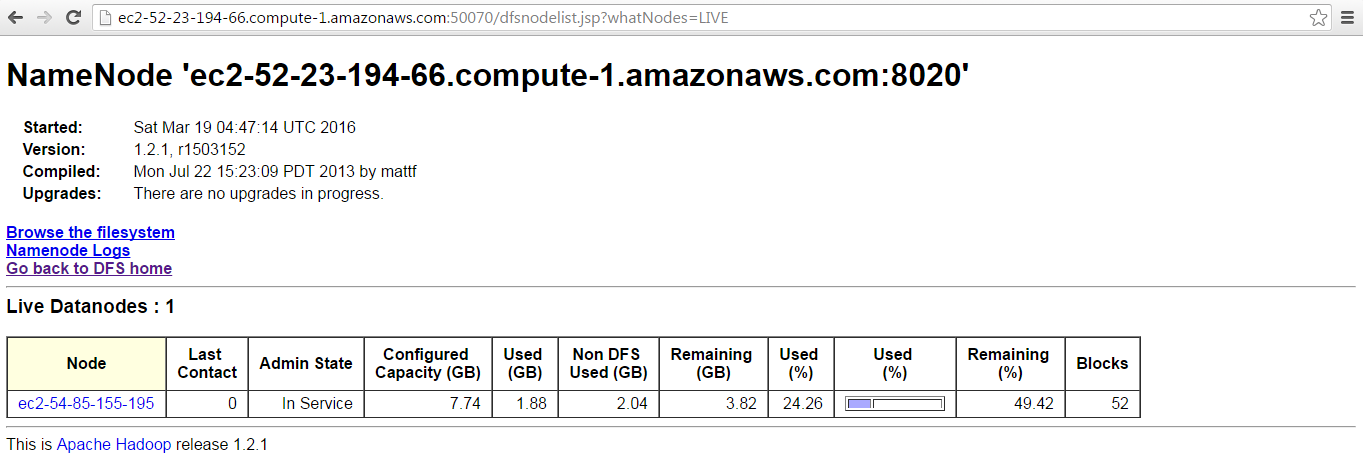 ec2-52-23-194-66.compute-1.amazonaws.com:50070/dfsnodelist.jsp?whatNodes=LIVE
NameNode 'ec2-52-23-194-66.compute-1.amazonaws.com:8020'
Started: Sat Mar 19 04:47:14 UTC 2016
Version: 1.2.1, r1503152
Compiled: Mon Jul 22 15:23:09 PDT 2013 by mattf
Upgrades: There are no upgrades in progress.
Browse the filesystem
Namenode Logs
Go back to DFS home
Live Datanodes : 1
Node Last Contact Admin State Configured Capacity (GB) Used (GB) Non DFS Used (GB) Remaining (GB) Used (%) Used (%) Remaining (%) Blocks
ec2-54-85-155-195 0 In Service 7.74 1.88 2.04 3.82 24.26 49.42 52
This is Apache Hadoop release 1.2.1